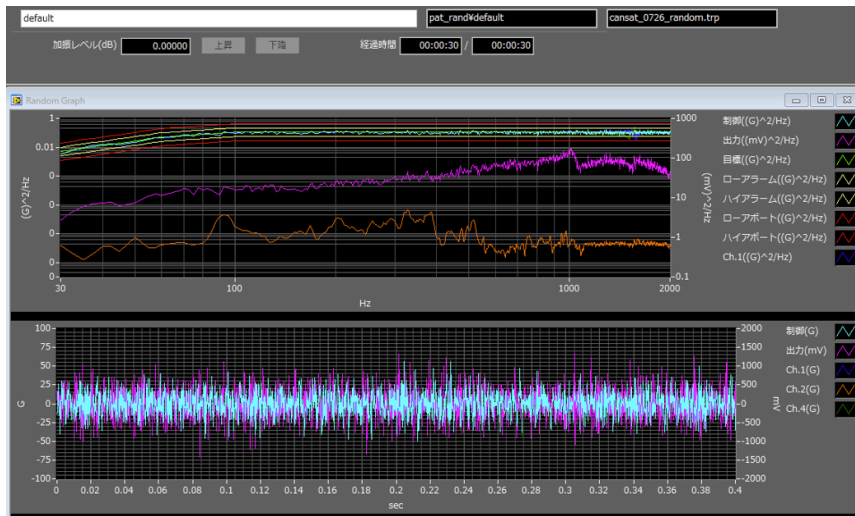 default pat_rand¥default cansat_0726_random.trp
加振レベル(dB) 0.00000 上昇 下降 経過時間 00:00:30 / 00:00:30
Random Graph
制御((G)^2/Hz)
出力((mV)^2/Hz)
目標((G)^2/Hz)
ローアラーム((G)^2/Hz)
ハイアラーム((G)^2/Hz)
ローアボート((G)^2/Hz)
ハイアボート((G)^2/Hz)
Ch.1((G)^2/Hz)
1
0.01
0
0
0
0
0
(G)^2/Hz
1000
100
10
1
0.1
(mV)^2/Hz
30 100 1000 2000
Hz
制御(G)
出力(mV)
Ch.1(G)
Ch.2(G)
Ch.4(G)
100
75
50
25
0
-25
-50
-75
-100
G
2000
1500
1000
500
0
-500
-1000
-1500
-2000
mV
0 0.02 0.04 0.06 0.08 0.1 0.12 0.14 0.16 0.18 0.2 0.22 0.24 0.26 0.28 0.3 0.32 0.34 0.36 0.38 0.4
sec